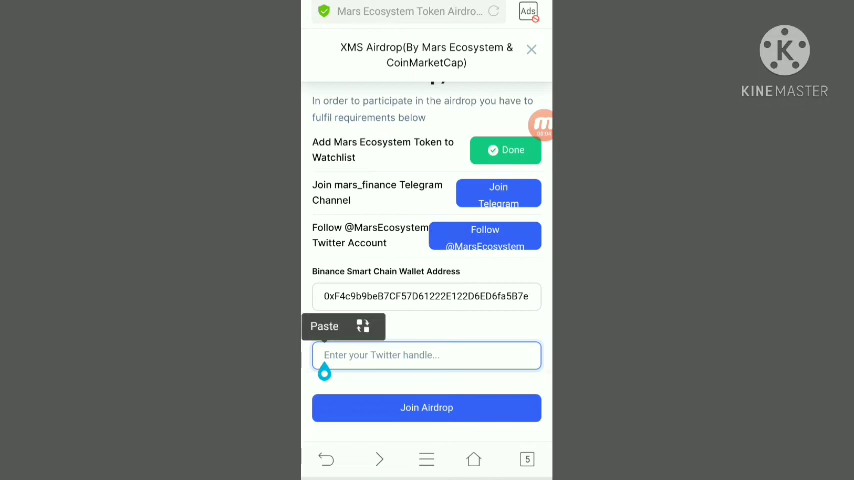 Mars Ecosystem Token Airdro...
Ads
XMS Airdrop(By Mars Ecosystem &
CoinMarketCap)
K
KINEMASTER
In order to participate in the airdrop you have to
fulfil requirements below
Add Mars Ecosystem Token to
Watchlist
Done
Join mars_finance Telegram
Channel
Join
Telegram
Follow @MarsEcosystem
Twitter Account
Follow
@MarsEcosystem
Binance Smart Chain Wallet Address
0xF4c9b9beB7CF57D61222E122D6ED6fa5B7e
Paste
Enter your Twitter handle...
Join Airdrop
5